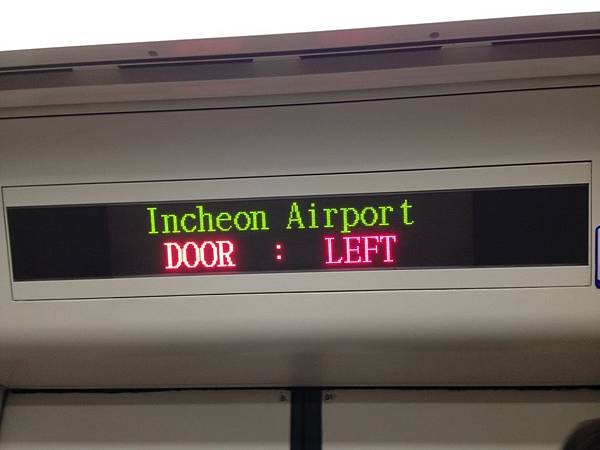 Incheon Airport
DOOR : LEFT